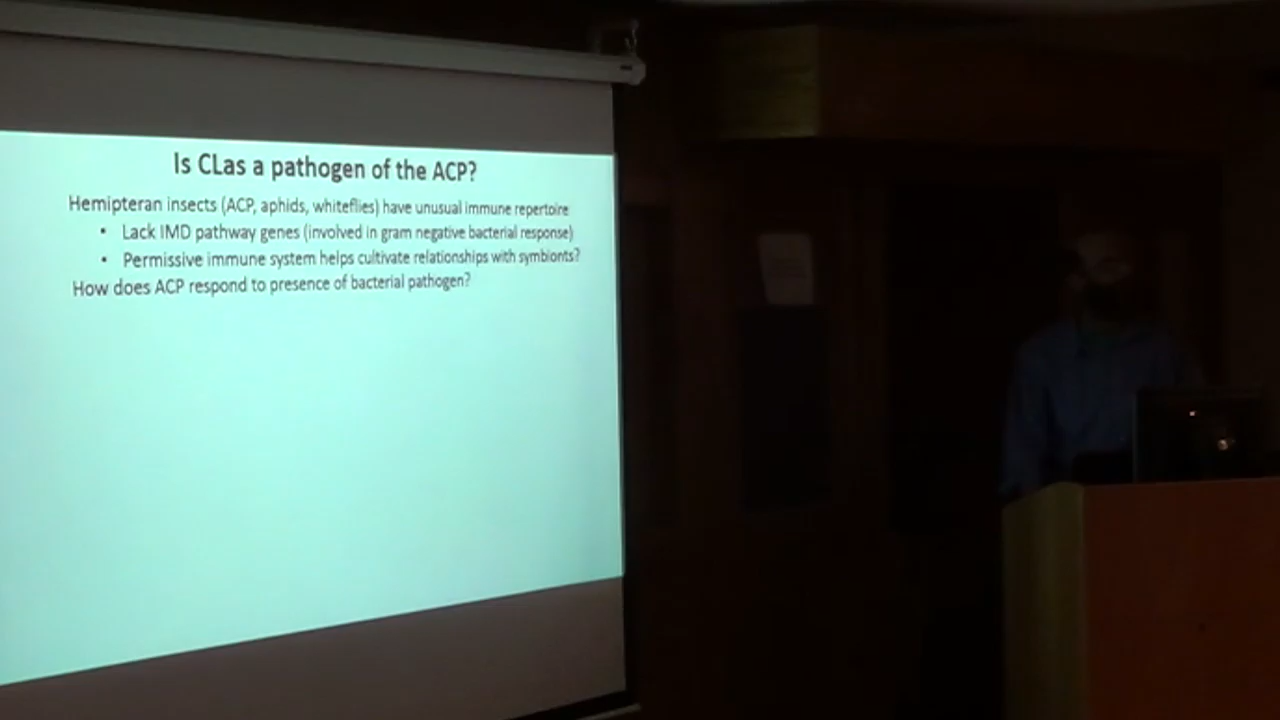 Is CLas a pathogen of the ACP?
Hemipteran insects (ACP, aphids, whiteflies) have unusual immune repertoire
• Lack IMD pathway genes (involved in gram negative bacterial response)
• Permissive immune system helps cultivate relationships with symbionts?
How does ACP respond to presence of bacterial pathogen?